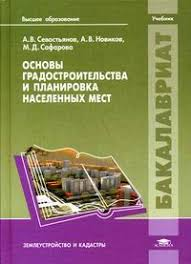 Высшее образование
Учебник
А.В. Севостьянов, А.В. Новиков,
М.Д. Сафарова
ОСНОВЫ
ГРАДОСТРОИТЕЛЬСТВА
И ПЛАНИРОВКА
НАСЕЛЕННЫХ МЕСТ
БАКАЛАВРИАТ
ЗЕМЛЕУСТРОЙСТВО И КАДАСТРЫ